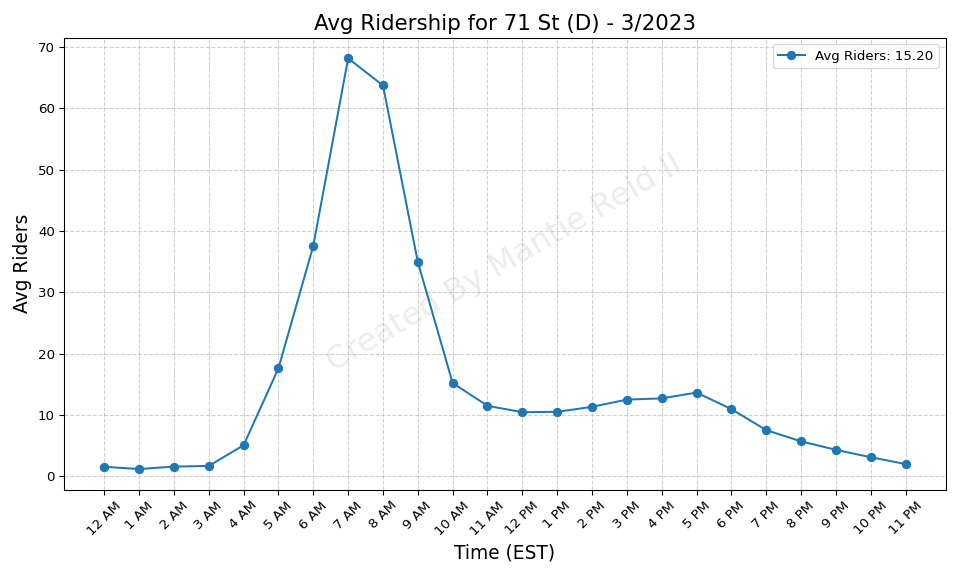 Avg Ridership for 71 St (D) - 3/2023
Avg Riders: 15.20
70
60
50
40
30
20
10
0
Avg Riders
Created By Mantie Reid II
12 AM
1 AM
2 AM
3 AM
4 AM
5 AM
6 AM
7 AM
8 AM
9 AM
10 AM
11 AM
12 PM
1 PM
2 PM
3 PM
4 PM
5 PM
6 PM
7 PM
8 PM
9 PM
10 PM
11 PM
Time (EST)